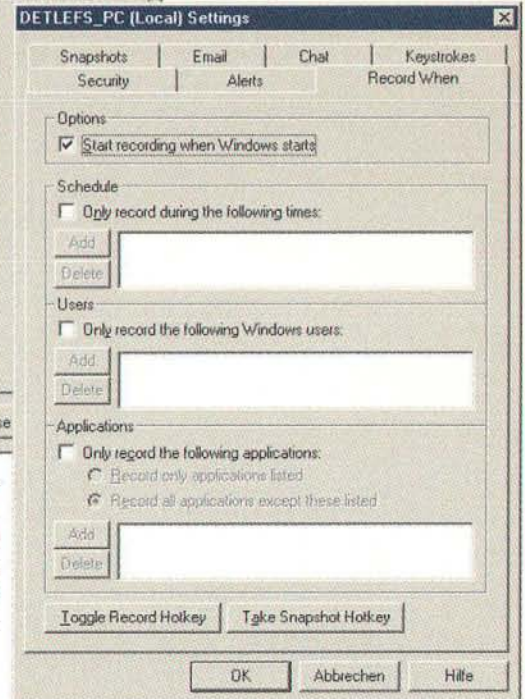 DETLEFS_PC (Local) Settings
Snapshots Email Chat Keystrokes
Security Alerts Record When
Options
Start recording when Windows starts
Schedule
Only record during the following times:
Add
Delete
Users
Only record the following Windows users:
Add
Delete
se
Applications
Only record the following applications:
Record only applications listed
Record all applications except these listed
Add
Delete
Toggle Record Hotkey Take Snapshot Hotkey
OK Abbrechen Hilfe